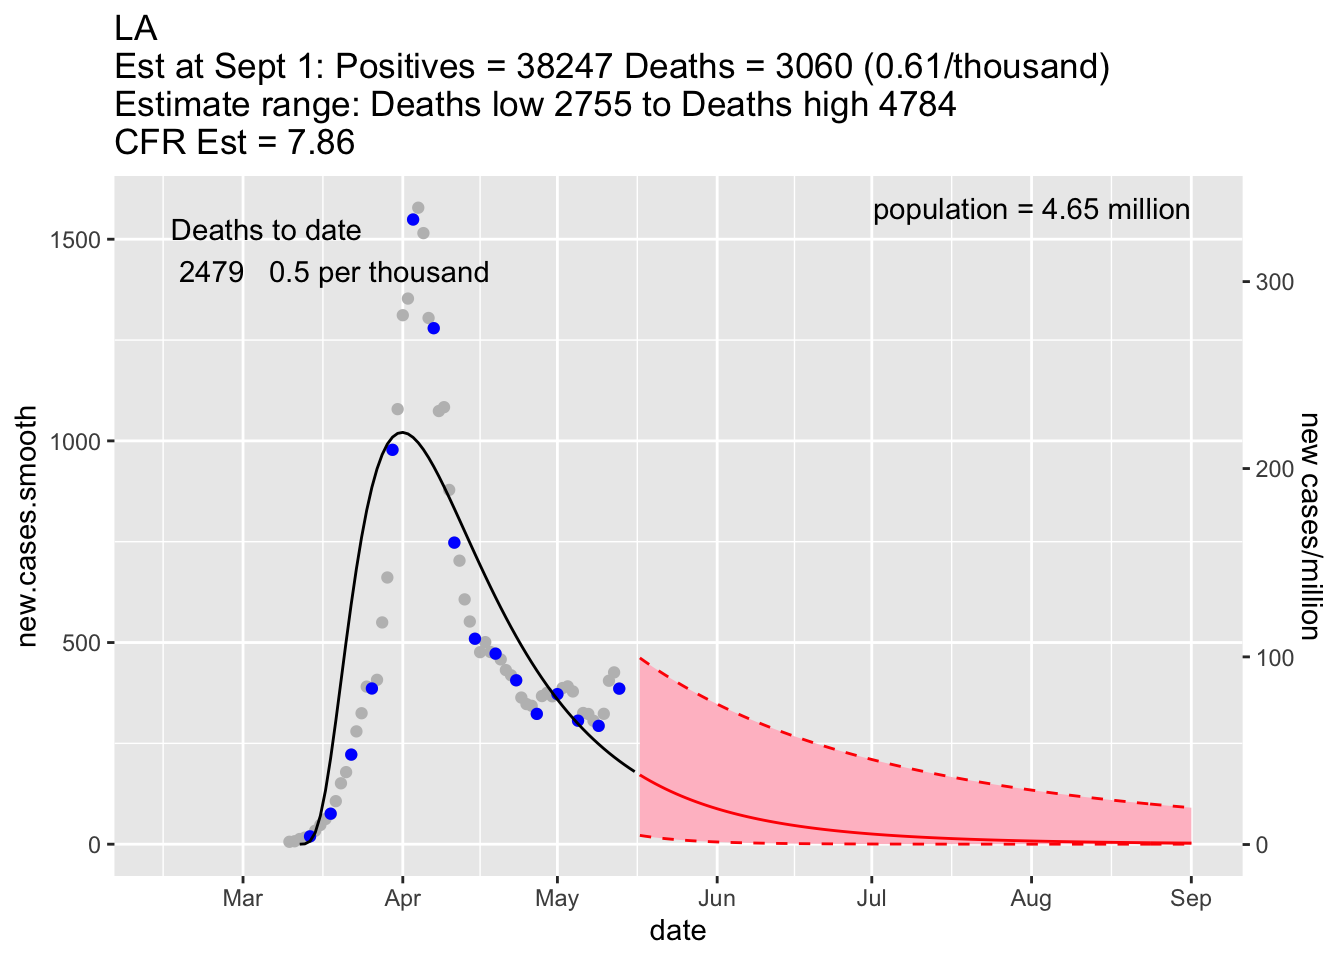 LA
Est at Sept 1: Positives = 38247 Deaths = 3060 (0.61/thousand)
Estimate range: Deaths low 2755 to Deaths high 4784
CFR Est = 7.86
population = 4.65 million
Deaths to date
2479 0.5 per thousand
1500
1000
500
0
new.cases.smooth
300
200
100
0
new cases/million
Mar Apr May Jun Jul Aug Sep
date